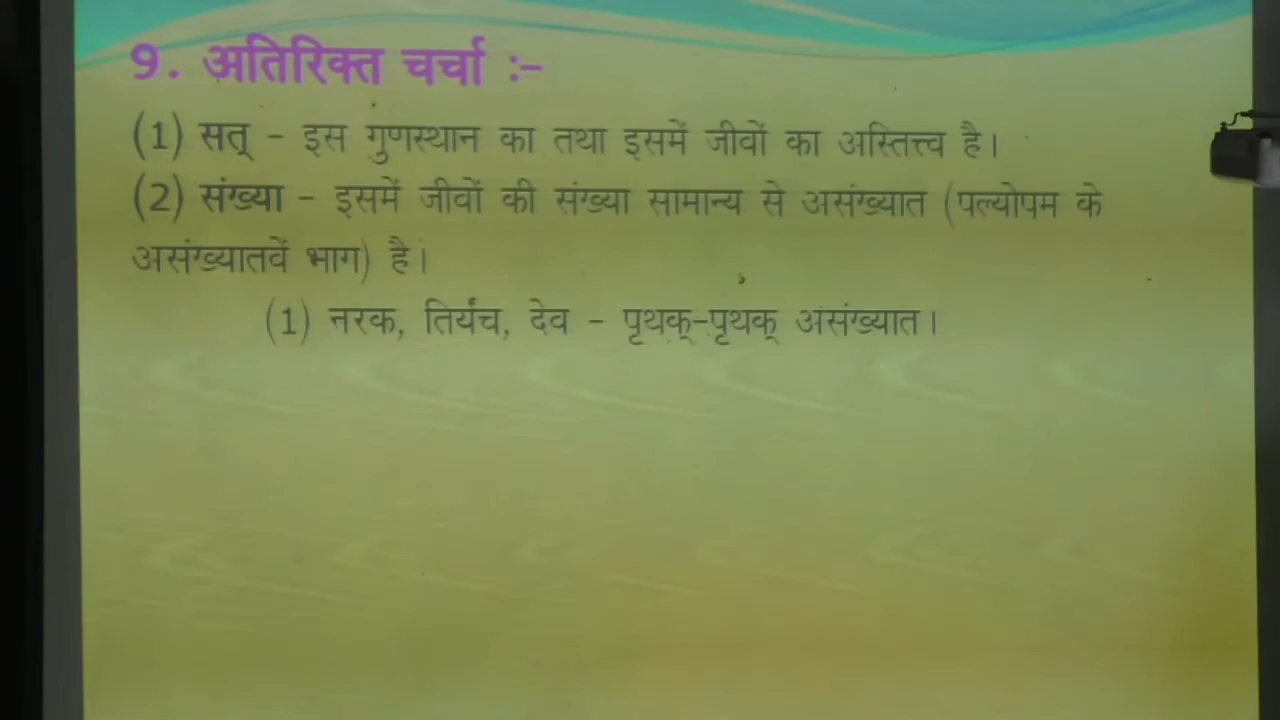 9. अतिरिक्त चर्चा :-
(1) सत् - इस गुणस्थान का तथा इसमें जीवों का अस्तित्त्व है।
(2) संख्या - इसमें जीवों की संख्या सामान्य से असंख्यात (पल्योपम के
असंख्यातवें भाग) है।
(1) नरक, तिर्यंच, देव - पृथक्-पृथक् असंख्यात।